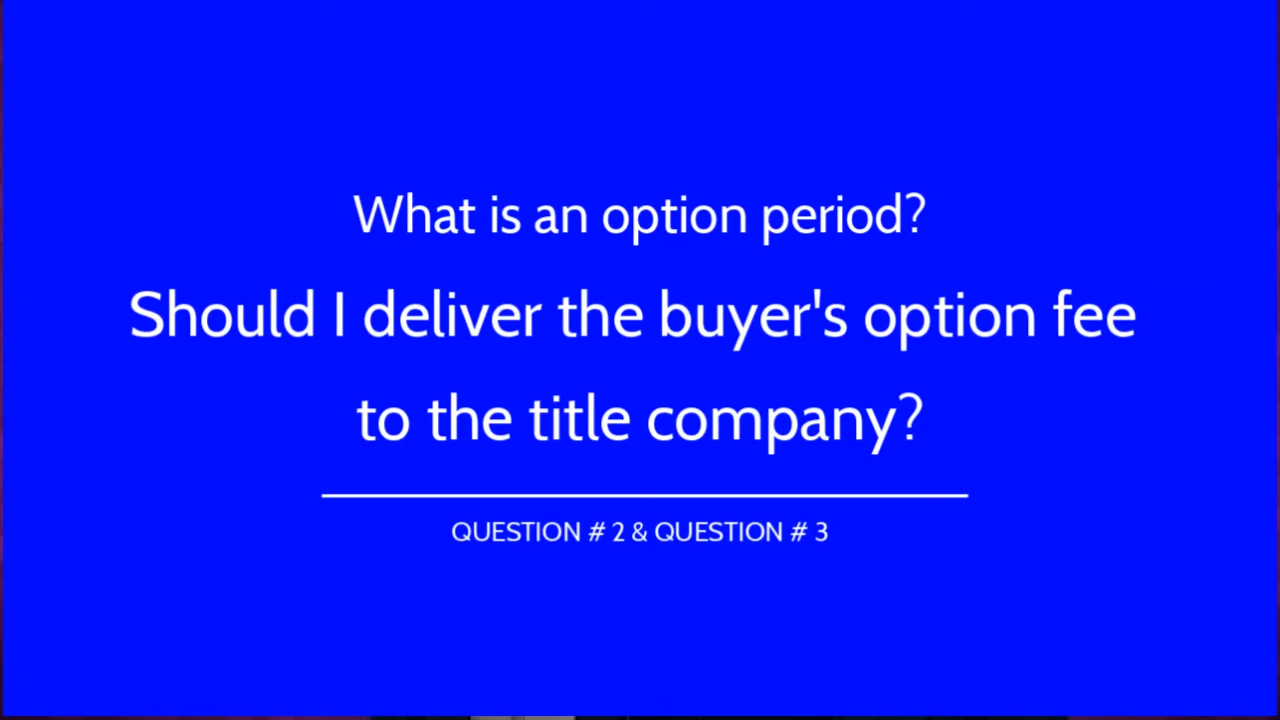 What is an option period?
Should I deliver the buyer's option fee
to the title company?
QUESTION # 2 & QUESTION # 3